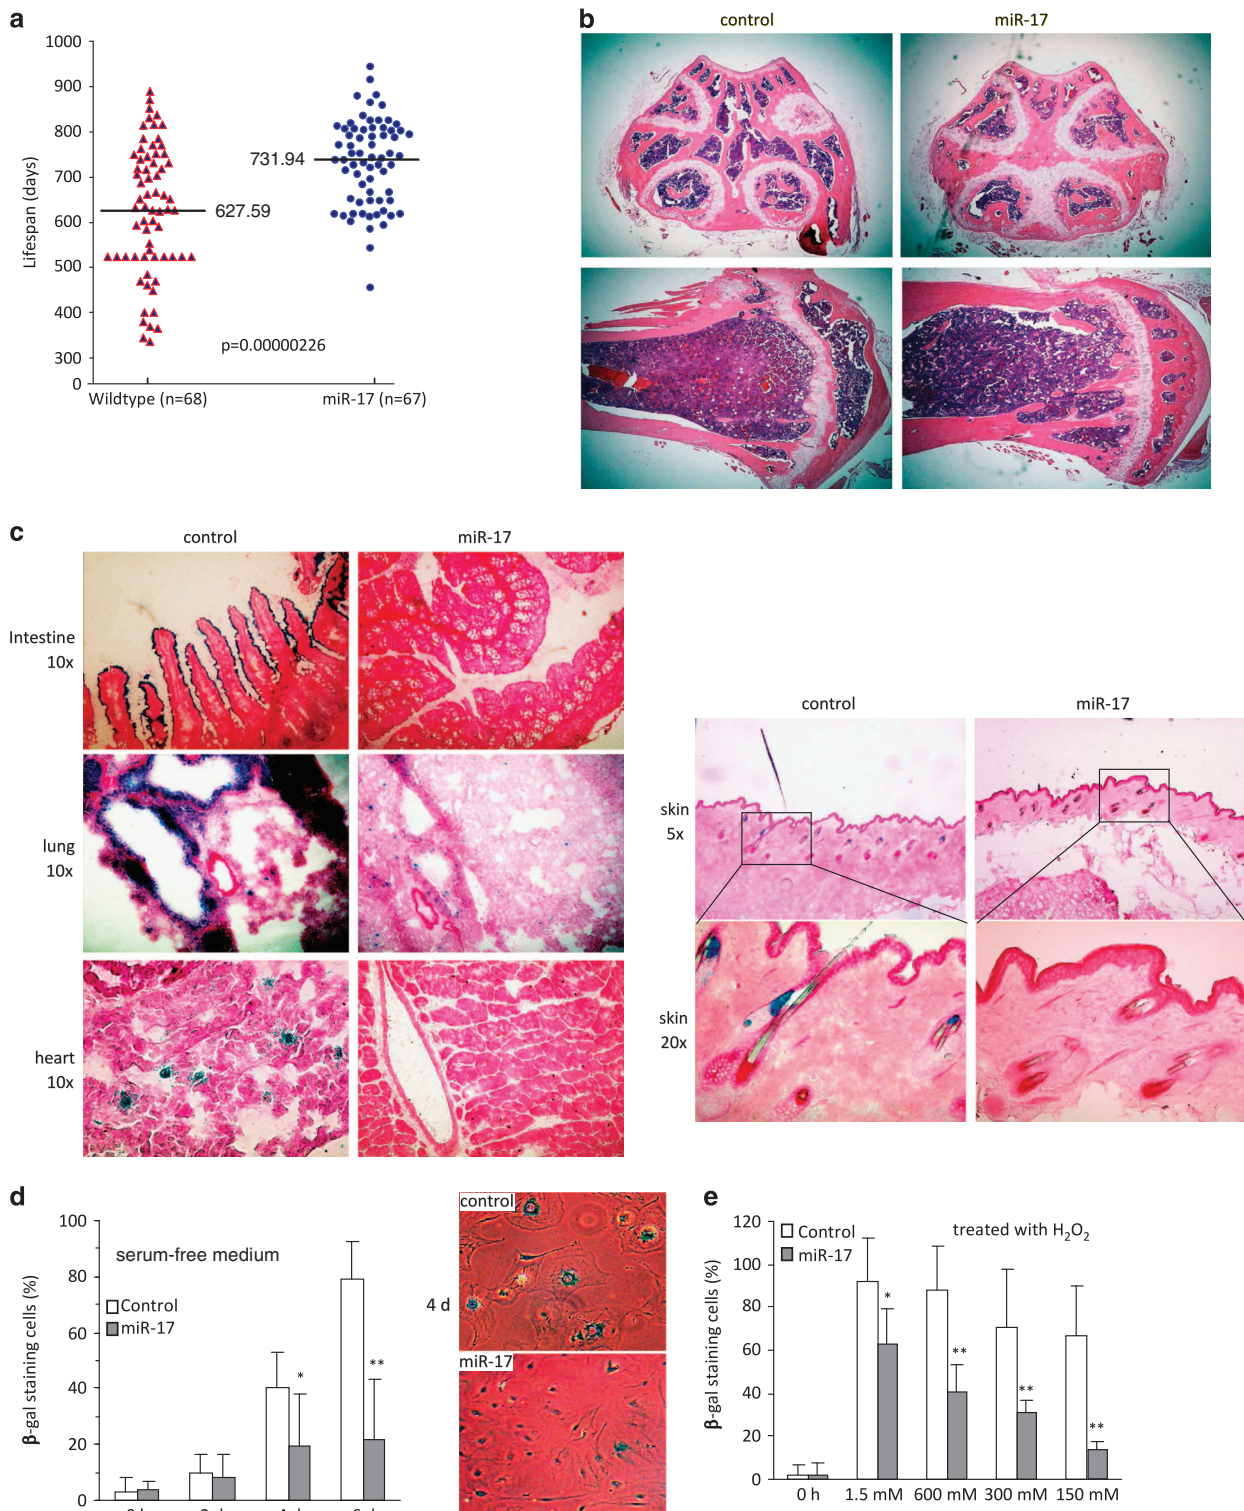 a
1000
900
800
700
600
500
400
300
0
Lifespan (days)
731.94
627.59
p=0.00000226
Wildtype (n=68)
miR-17 (n=67)
b
control
miR-17
c
control
miR-17
Intestine
10x
lung
10x
heart
10x
control
miR-17
skin
5x
skin
20x
d
100
80
60
40
20
0
β-gal staining cells (%)
serum-free medium
Control
miR-17
*
**
control
4 d
miR-17
e
120
100
80
60
40
20
0
β-gal staining cells (%)
Control
miR-17
treated with H₂O₂
*
**
**
**
0 h
1.5 mM
600 mM
300 mM
150 mM